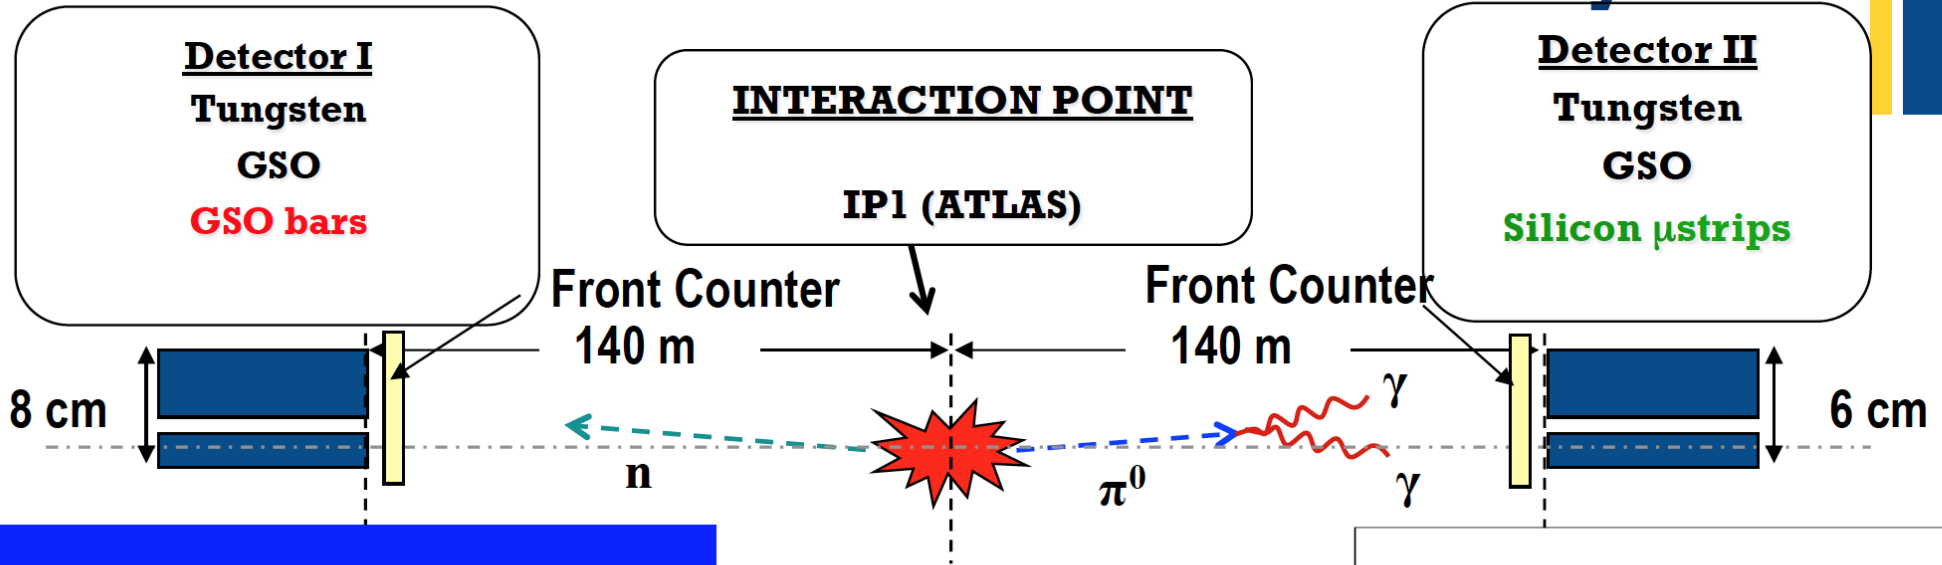 Detector I
Tungsten
GSO
GSO bars
INTERACTION POINT
IP1 (ATLAS)
Detector II
Tungsten
GSO
Silicon μstrips
Front Counter
140 m
Front Counter
140 m
8 cm
6 cm
n
π⁰
γ
γ